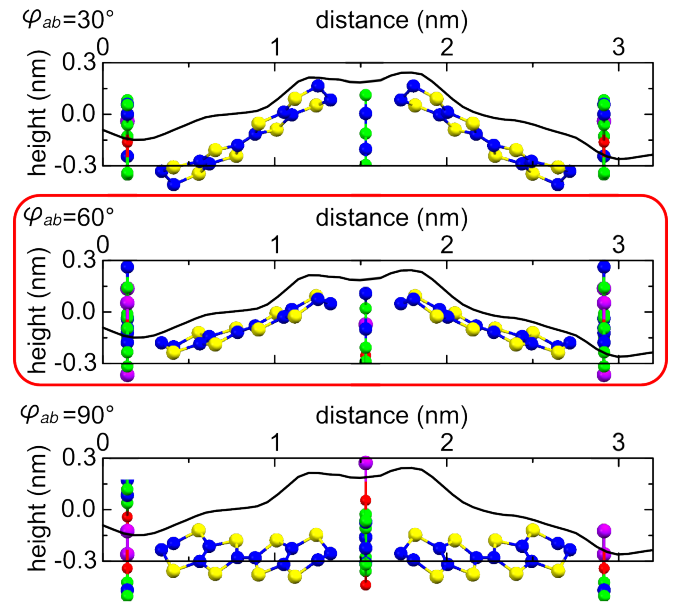 φab=30° distance (nm)
0 1 2 3
height (nm)
0.3
0.0
-0.3
φab=60° distance (nm)
0 1 2 3
height (nm)
0.3
0.0
-0.3
φab=90° distance (nm)
0 1 2 3
height (nm)
0.3
0.0
-0.3